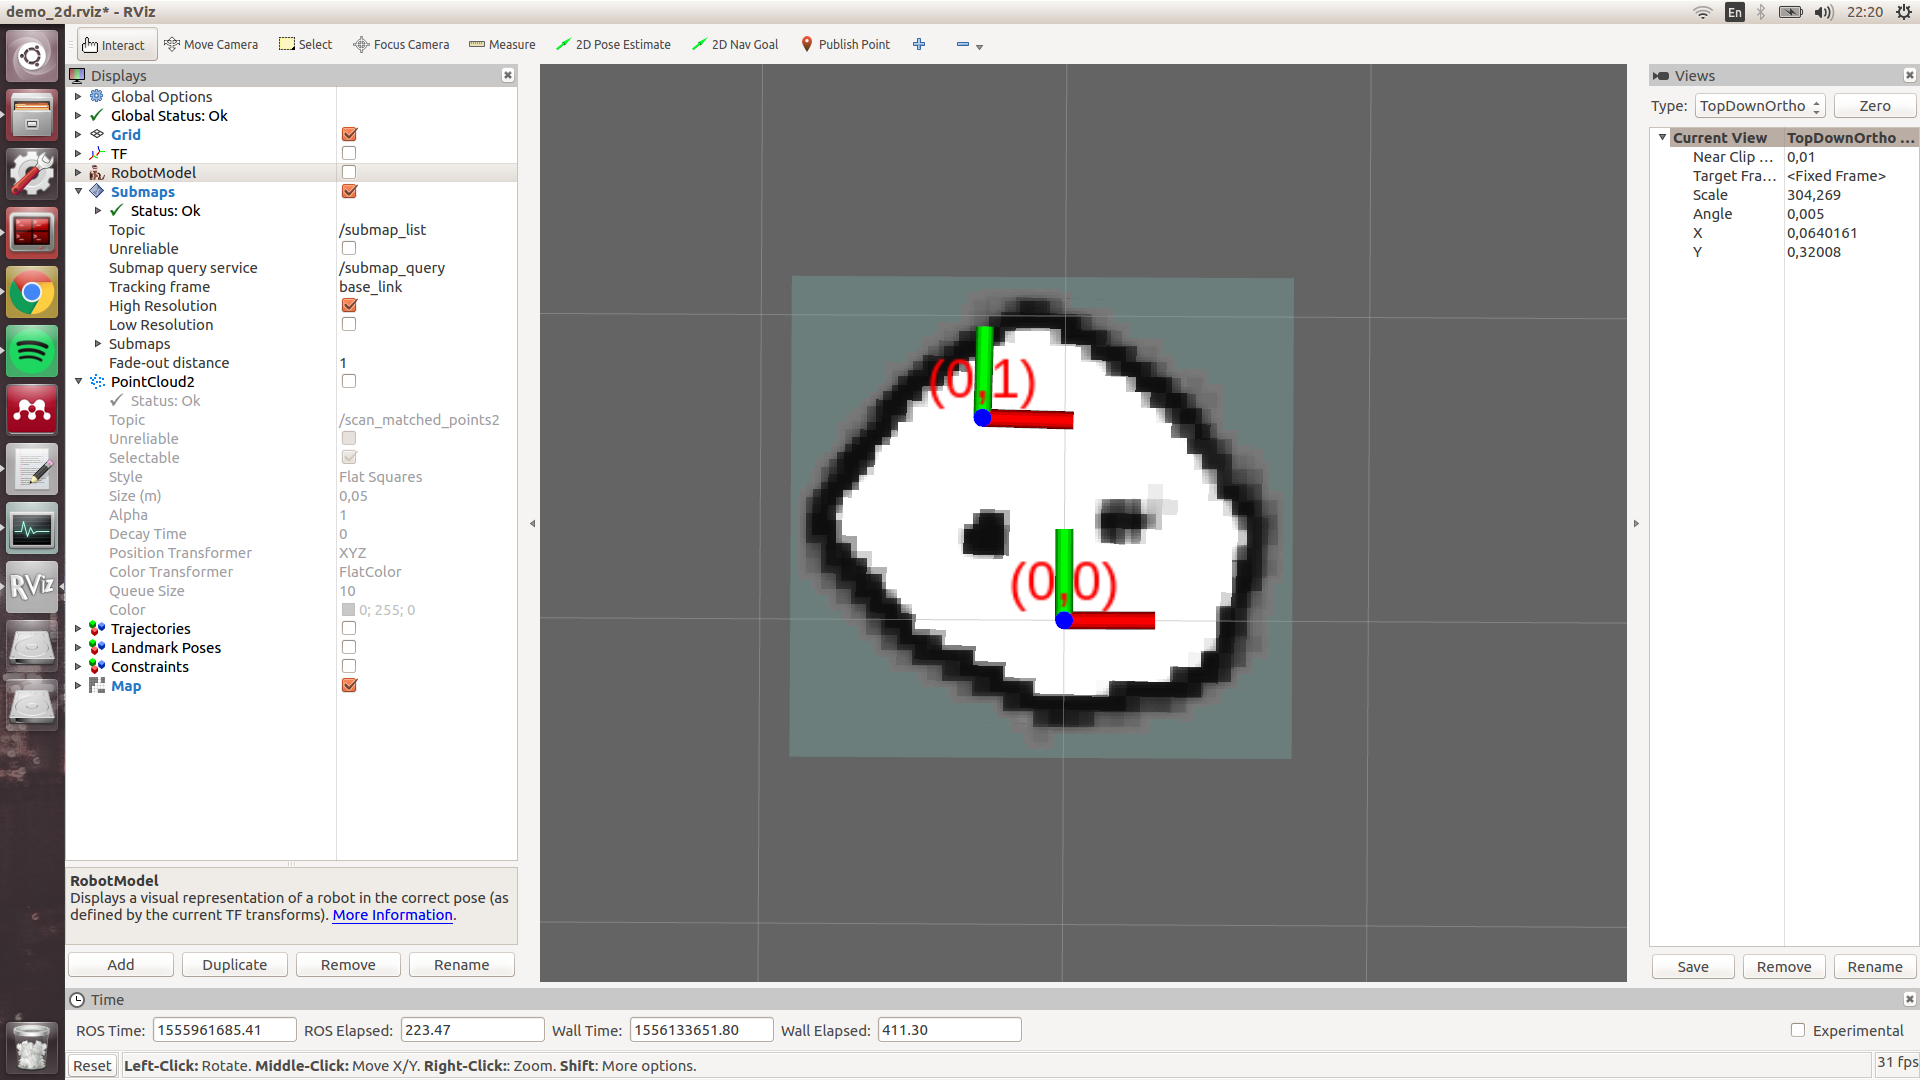 demo_2d.rviz* - RViz
En
22:20
Interact
Move Camera
Select
Focus Camera
Measure
2D Pose Estimate
2D Nav Goal
Publish Point
Displays
Global Options
Global Status: Ok
Grid
TF
RobotModel
Submaps
Status: Ok
Topic /submap_list
Unreliable
Submap query service /submap_query
Tracking frame base_link
High Resolution
Low Resolution
Submaps
Fade-out distance 1
PointCloud2
Status: Ok
Topic /scan_matched_points2
Unreliable
Selectable
Style Flat Squares
Size (m) 0,05
Alpha 1
Decay Time 0
Position Transformer XYZ
Color Transformer FlatColor
Queue Size 10
Color 0; 255; 0
Trajectories
Landmark Poses
Constraints
Map
RobotModel
Displays a visual representation of a robot in the correct pose (as
defined by the current TF transforms). More Information.
Add Duplicate Remove Rename
(0,1)
(0,0)
Views
Type: TopDownOrtho Zero
Current View TopDownOrtho ...
Near Clip ... 0,01
Target Fra... <Fixed Frame>
Scale 304,269
Angle 0,005
X 0,0640161
Y 0,32008
Save Remove Rename
Time
ROS Time: 1555961685.41 ROS Elapsed: 223.47 Wall Time: 1556133651.80 Wall Elapsed: 411.30 Experimental
Reset Left-Click: Rotate. Middle-Click: Move X/Y. Right-Click:: Zoom. Shift: More options. 31 fps
RViz